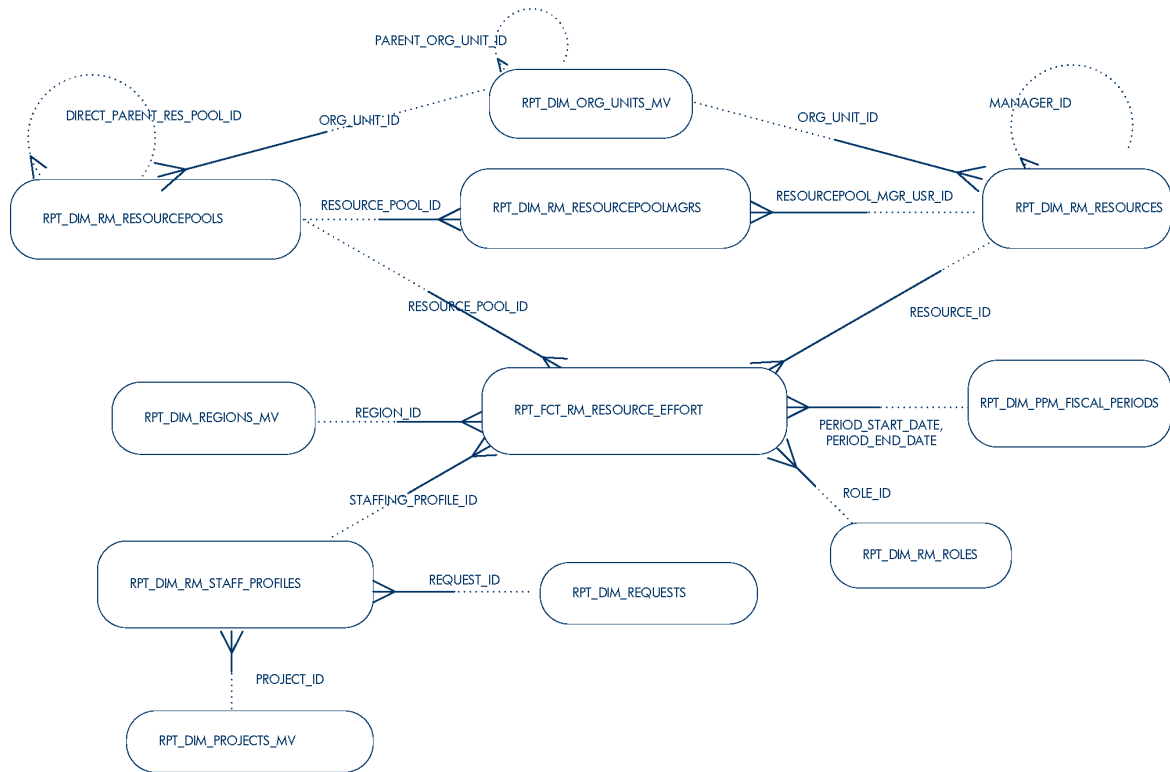 PARENT_ORG_UNIT_ID
RPT_DIM_ORG_UNITS_MV
MANAGER_ID
DIRECT_PARENT_RES_POOL_ID
ORG_UNIT_ID
ORG_UNIT_ID
RPT_DIM_RM_RESOURCEPOOLS
RESOURCE_POOL_ID
RPT_DIM_RM_RESOURCEPOOLMGRS
RESOURCEPOOL_MGR_USR_ID
RPT_DIM_RM_RESOURCES
RESOURCE_POOL_ID
RESOURCE_ID
RPT_DIM_REGIONS_MV
REGION_ID
RPT_FCT_RM_RESOURCE_EFFORT
PERIOD_START_DATE,
PERIOD_END_DATE
RPT_DIM_PPM_FISCAL_PERIODS
STAFFING_PROFILE_ID
ROLE_ID
RPT_DIM_RM_ROLES
RPT_DIM_RM_STAFF_PROFILES
REQUEST_ID
RPT_DIM_REQUESTS
PROJECT_ID
RPT_DIM_PROJECTS_MV